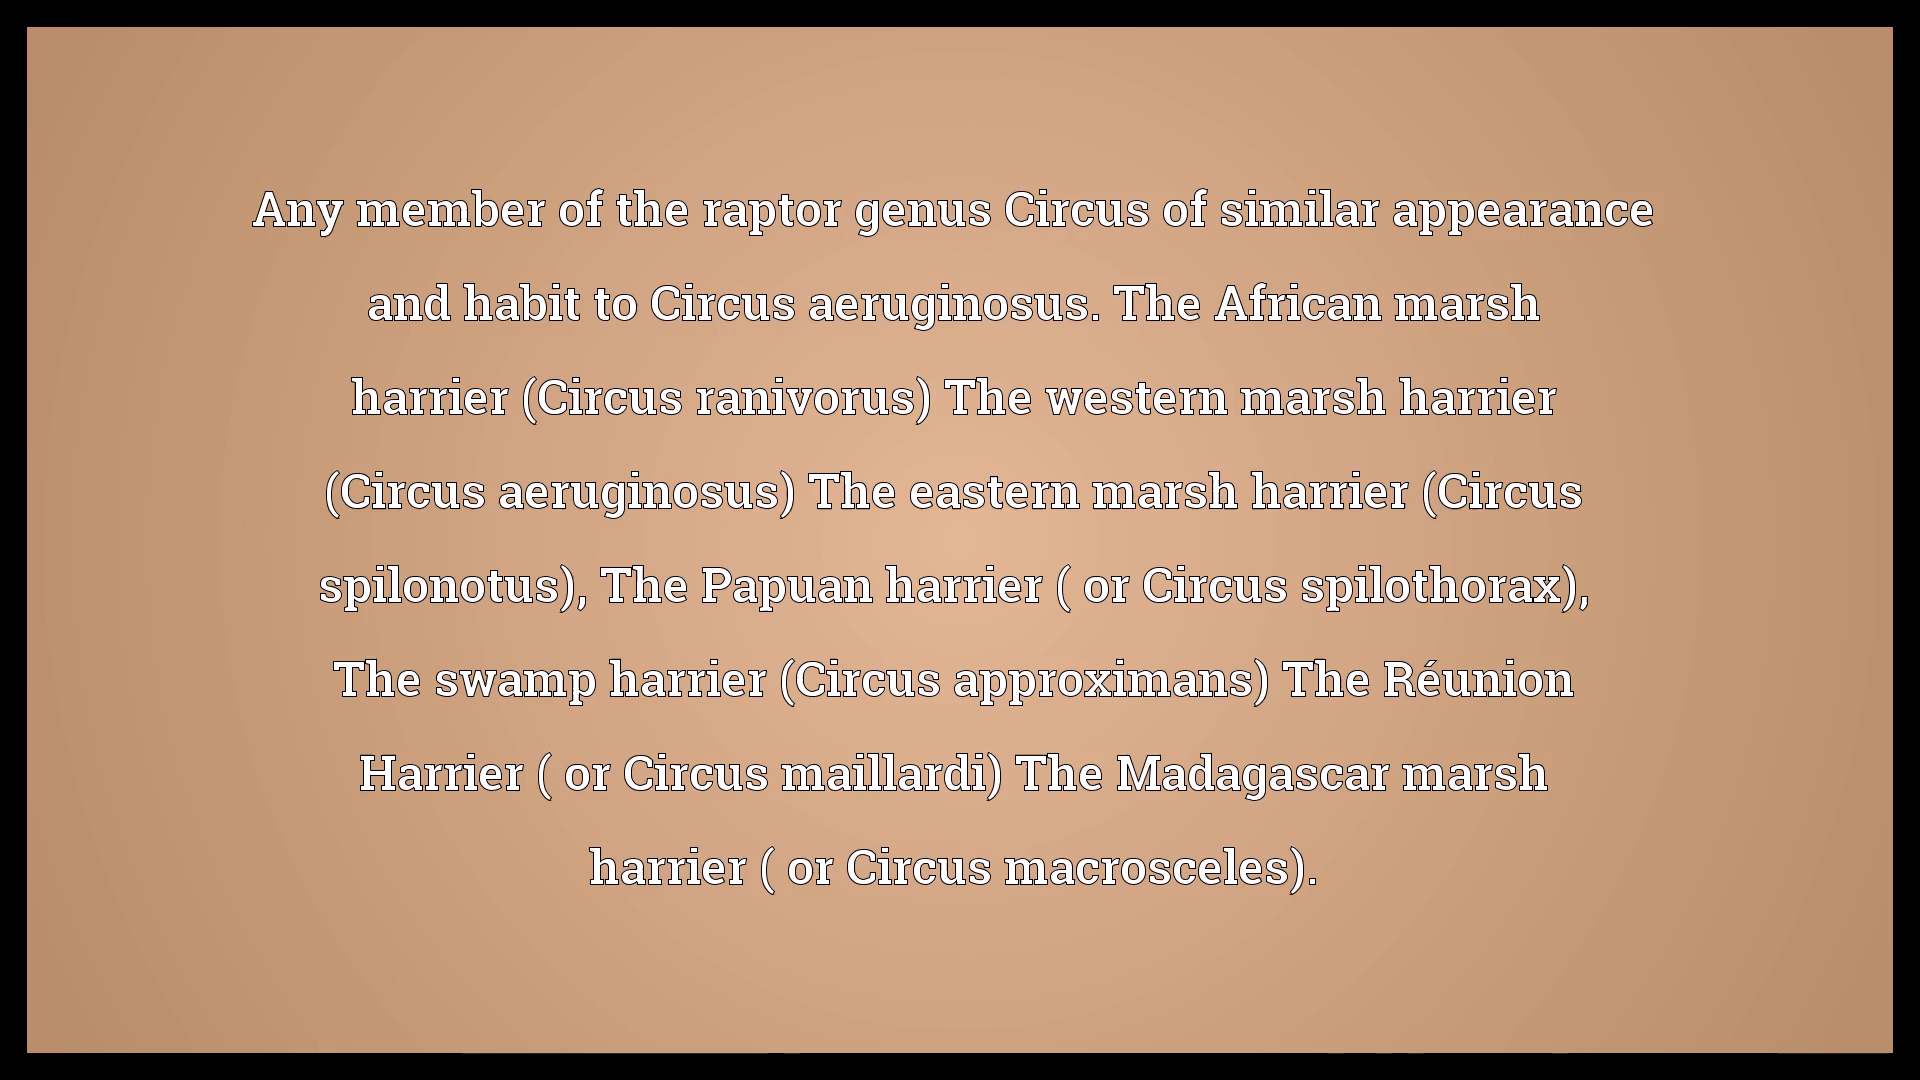 Any member of the raptor genus Circus of similar appearance
and habit to Circus aeruginosus. The African marsh
harrier (Circus ranivorus) The western marsh harrier
(Circus aeruginosus) The eastern marsh harrier (Circus
spilonotus), The Papuan harrier ( or Circus spilothorax),
The swamp harrier (Circus approximans) The Réunion
Harrier ( or Circus maillardi) The Madagascar marsh
harrier ( or Circus macrosceles).